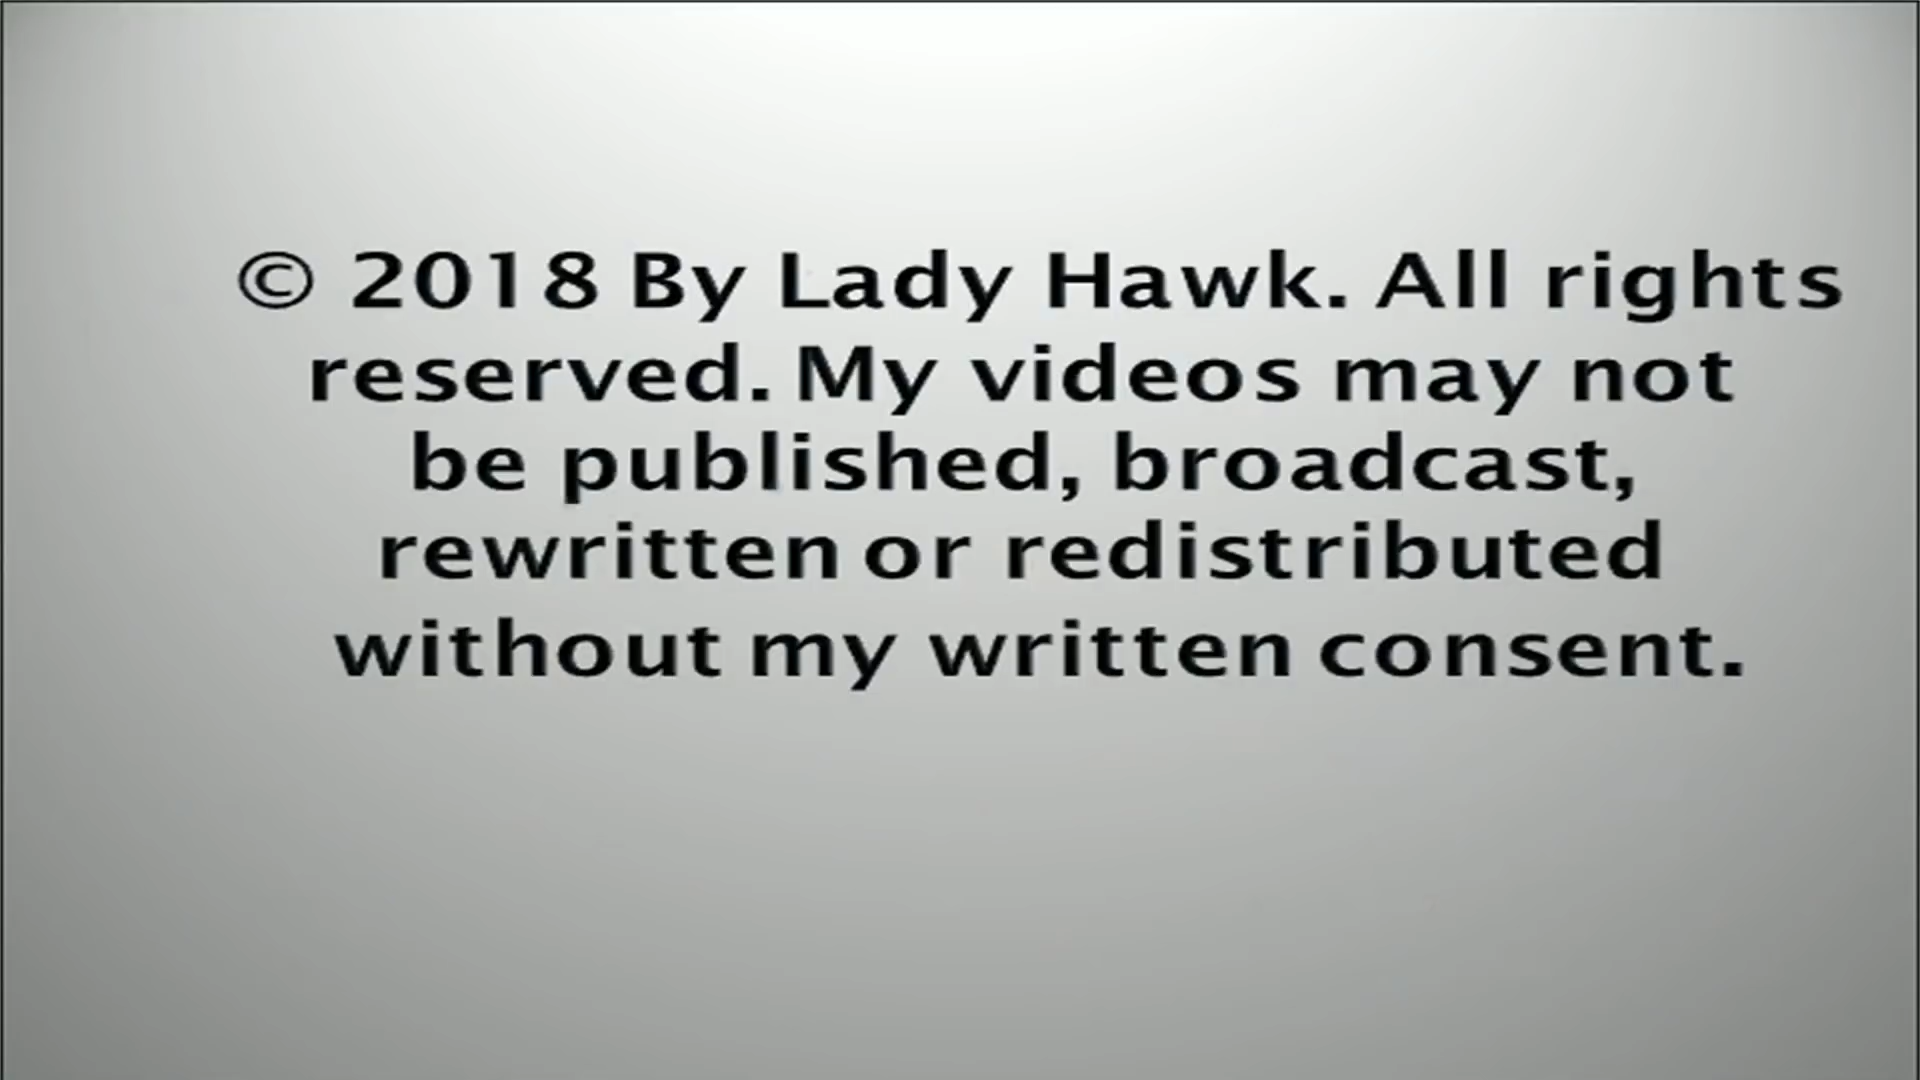 © 2018 By Lady Hawk. All rights
reserved. My videos may not
be published, broadcast,
rewritten or redistributed
without my written consent.